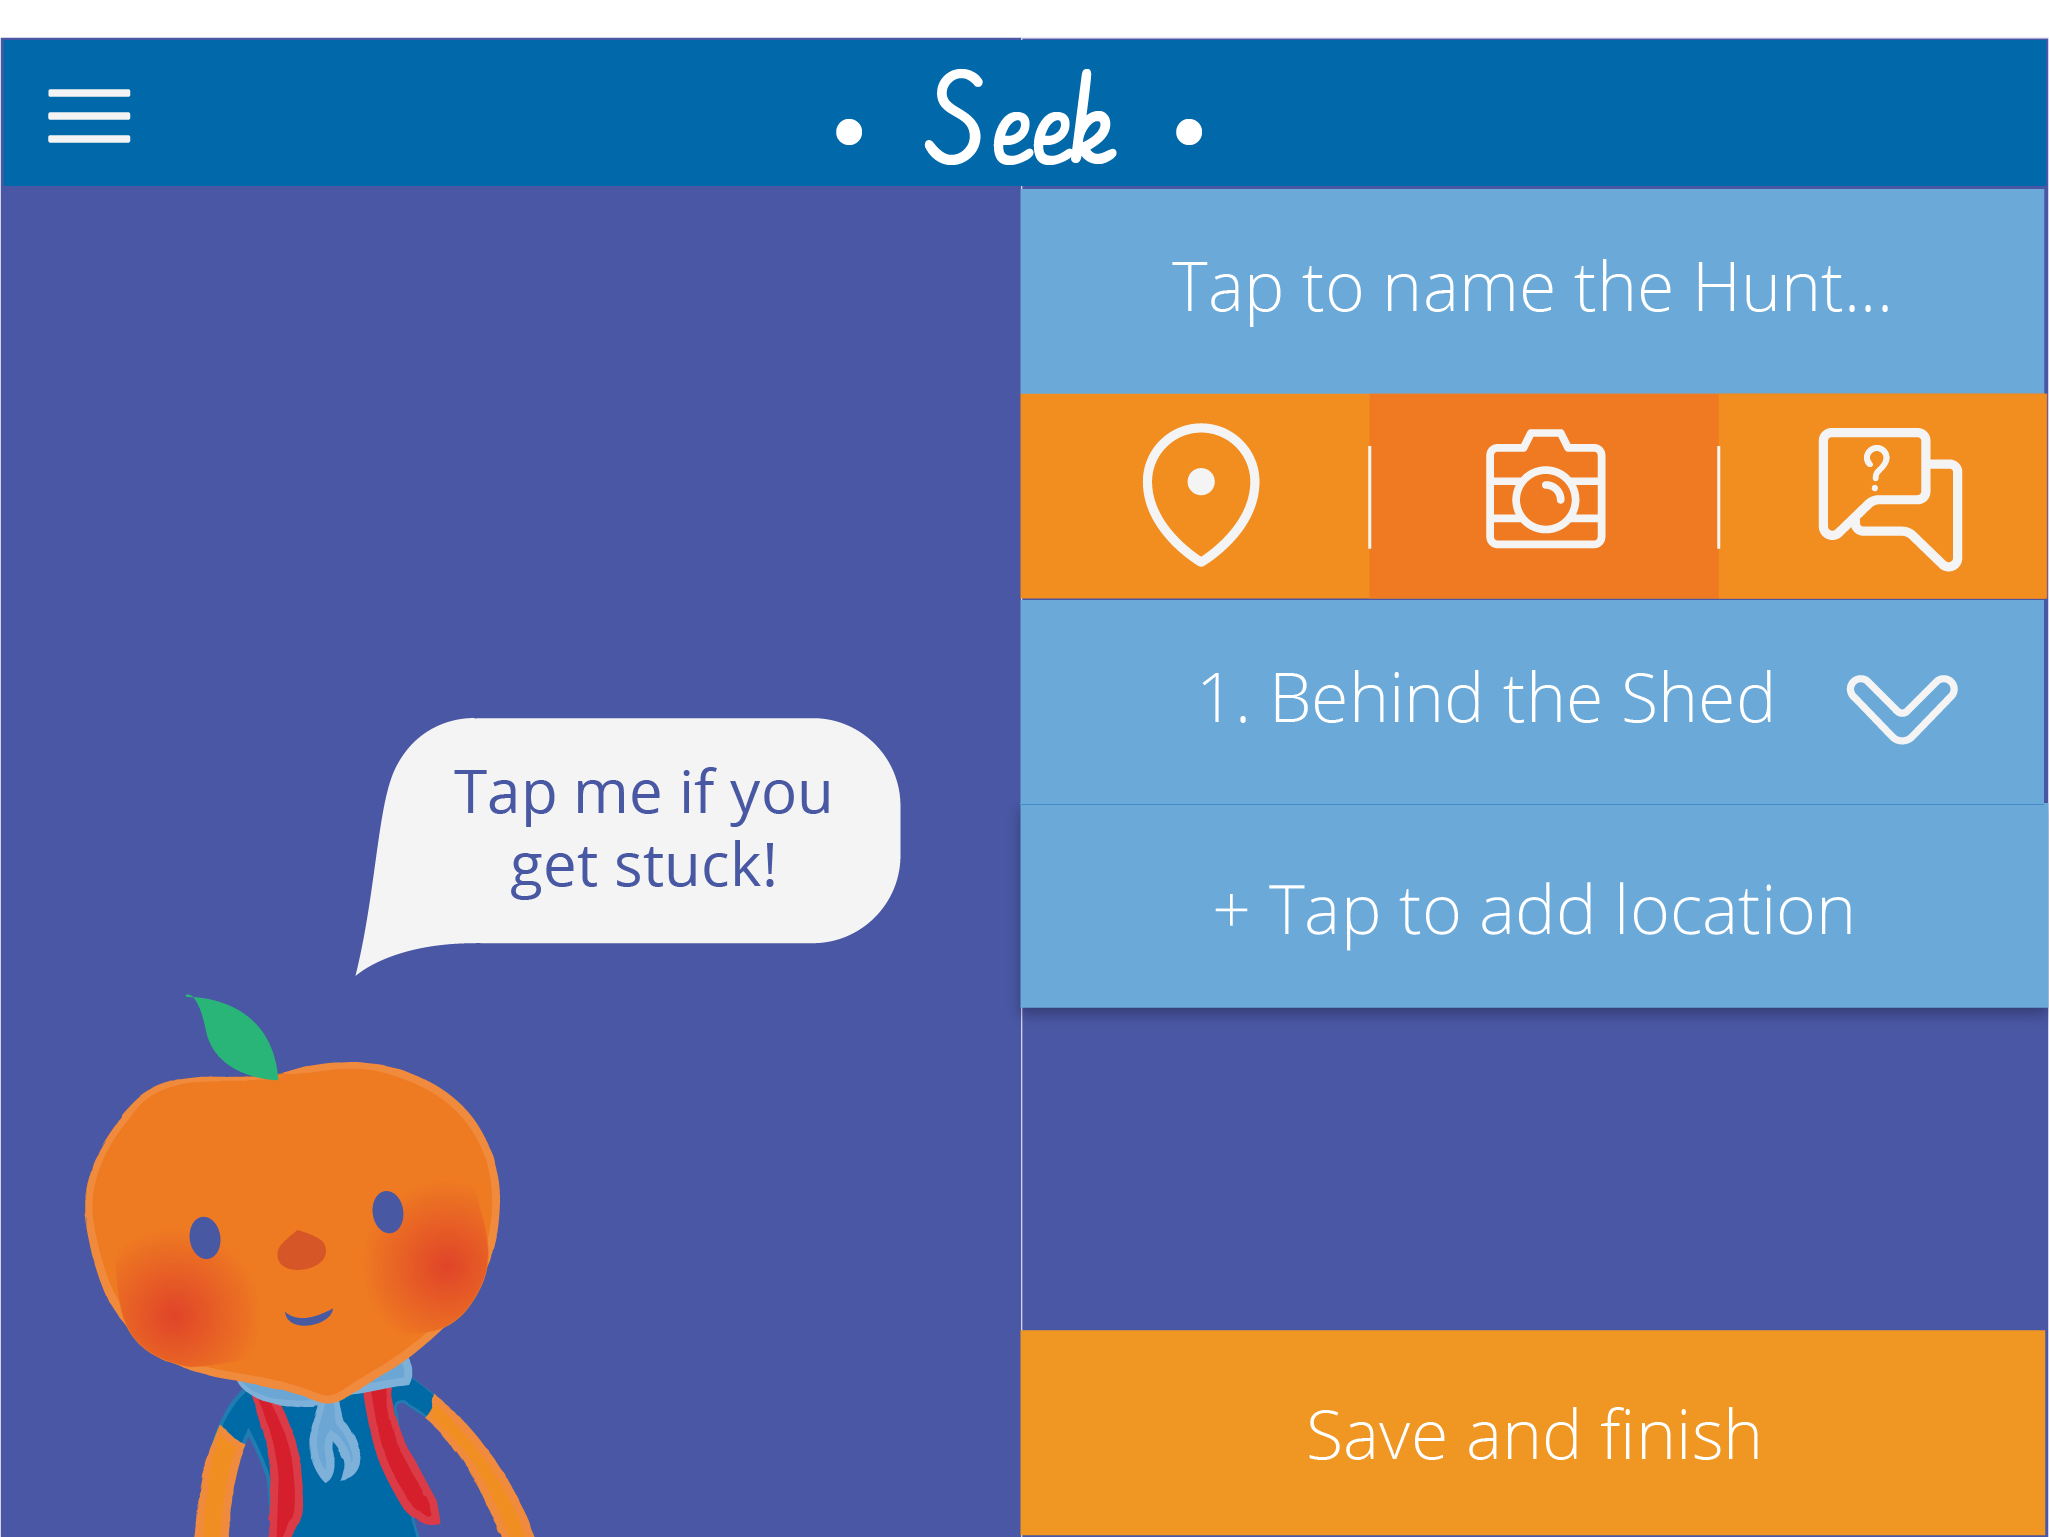 • Seek •
Tap to name the Hunt...
?
1. Behind the Shed
+ Tap to add location
Tap me if you
get stuck!
Save and finish